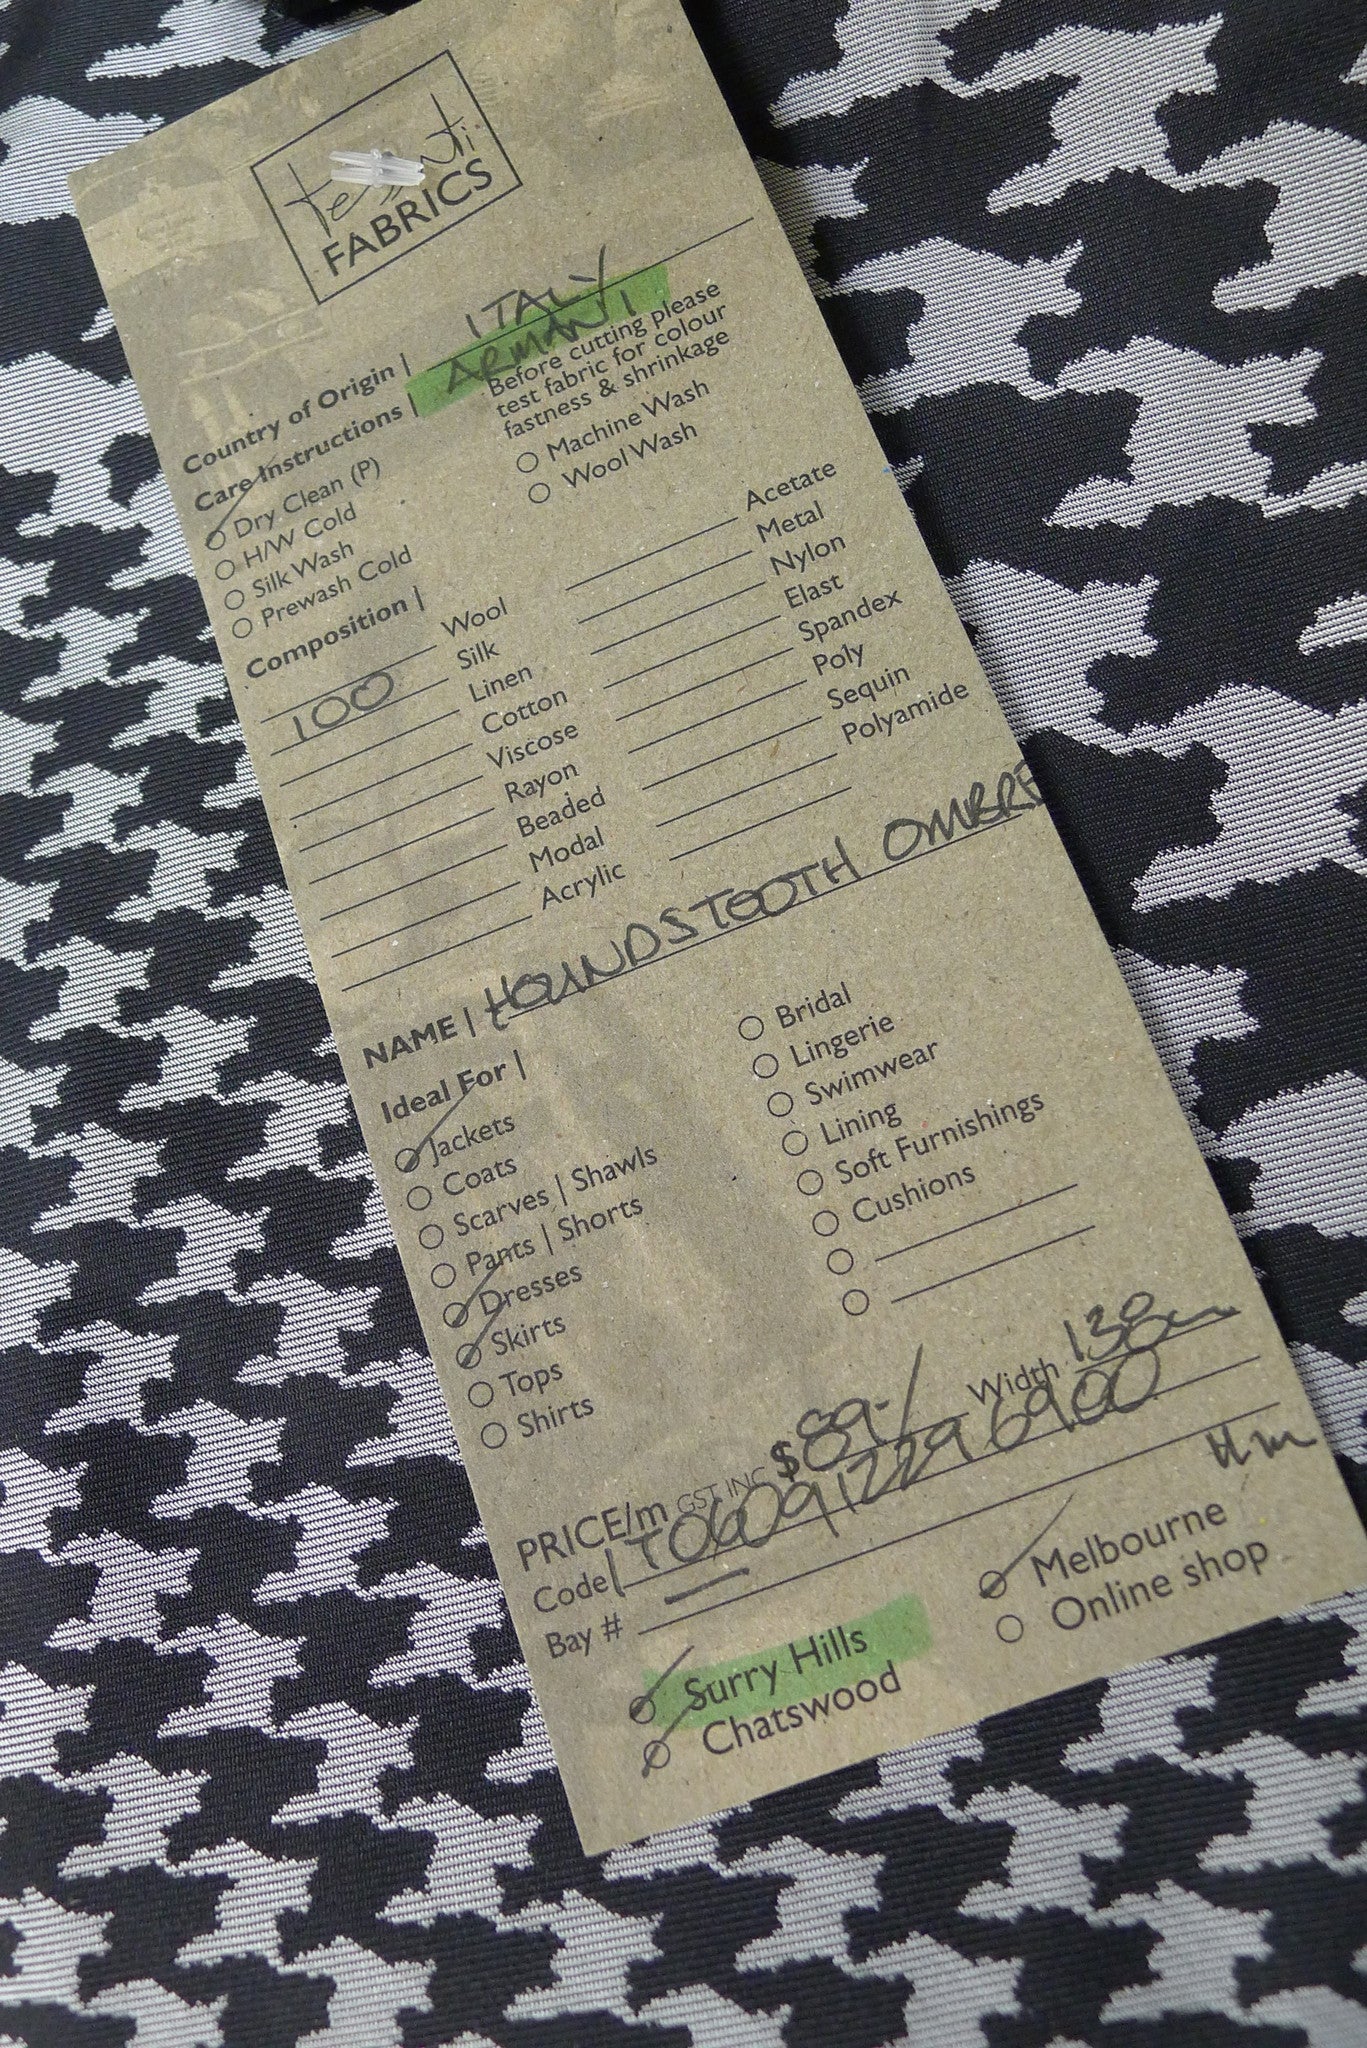 tessuti
FABRICS
Country of Origin | ITALY
ARMANI
Care Instructions |
Before cutting please
test fabric for colour
fastness & shrinkage
Dry Clean (P)
H/W Cold
Silk Wash
Prewash Cold
Machine Wash
Wool Wash
Composition |
Wool
100 Silk
Linen
Cotton
Viscose
Rayon
Beaded
Modal
Acrylic
Acetate
Metal
Nylon
Elast
Spandex
Poly
Sequin
Polyamide
NAME | HOUNDSTOOTH OMBRE
Ideal For |
Jackets
Coats
Scarves | Shawls
Pants | Shorts
Dresses
Skirts
Tops
Shirts
Bridal
Lingerie
Swimwear
Lining
Soft Furnishings
Cushions
PRICE/m GST INC $89-/ Width 138cm
Code
Bay # —
Surry Hills
Chatswood
Melbourne
Online shop